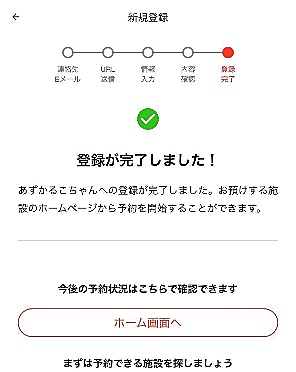 新規登録
連絡先 URL 情報 内容 登録
Eメール 送信 入力 確認 完了
登録が完了しました！
あずかるこちゃんへの登録が完了しました。お預けする施
設のホームページから予約を開始することができます。
今後の予約状況はこちらで確認できます
ホーム画面へ
まずは予約できる施設を探しましょう